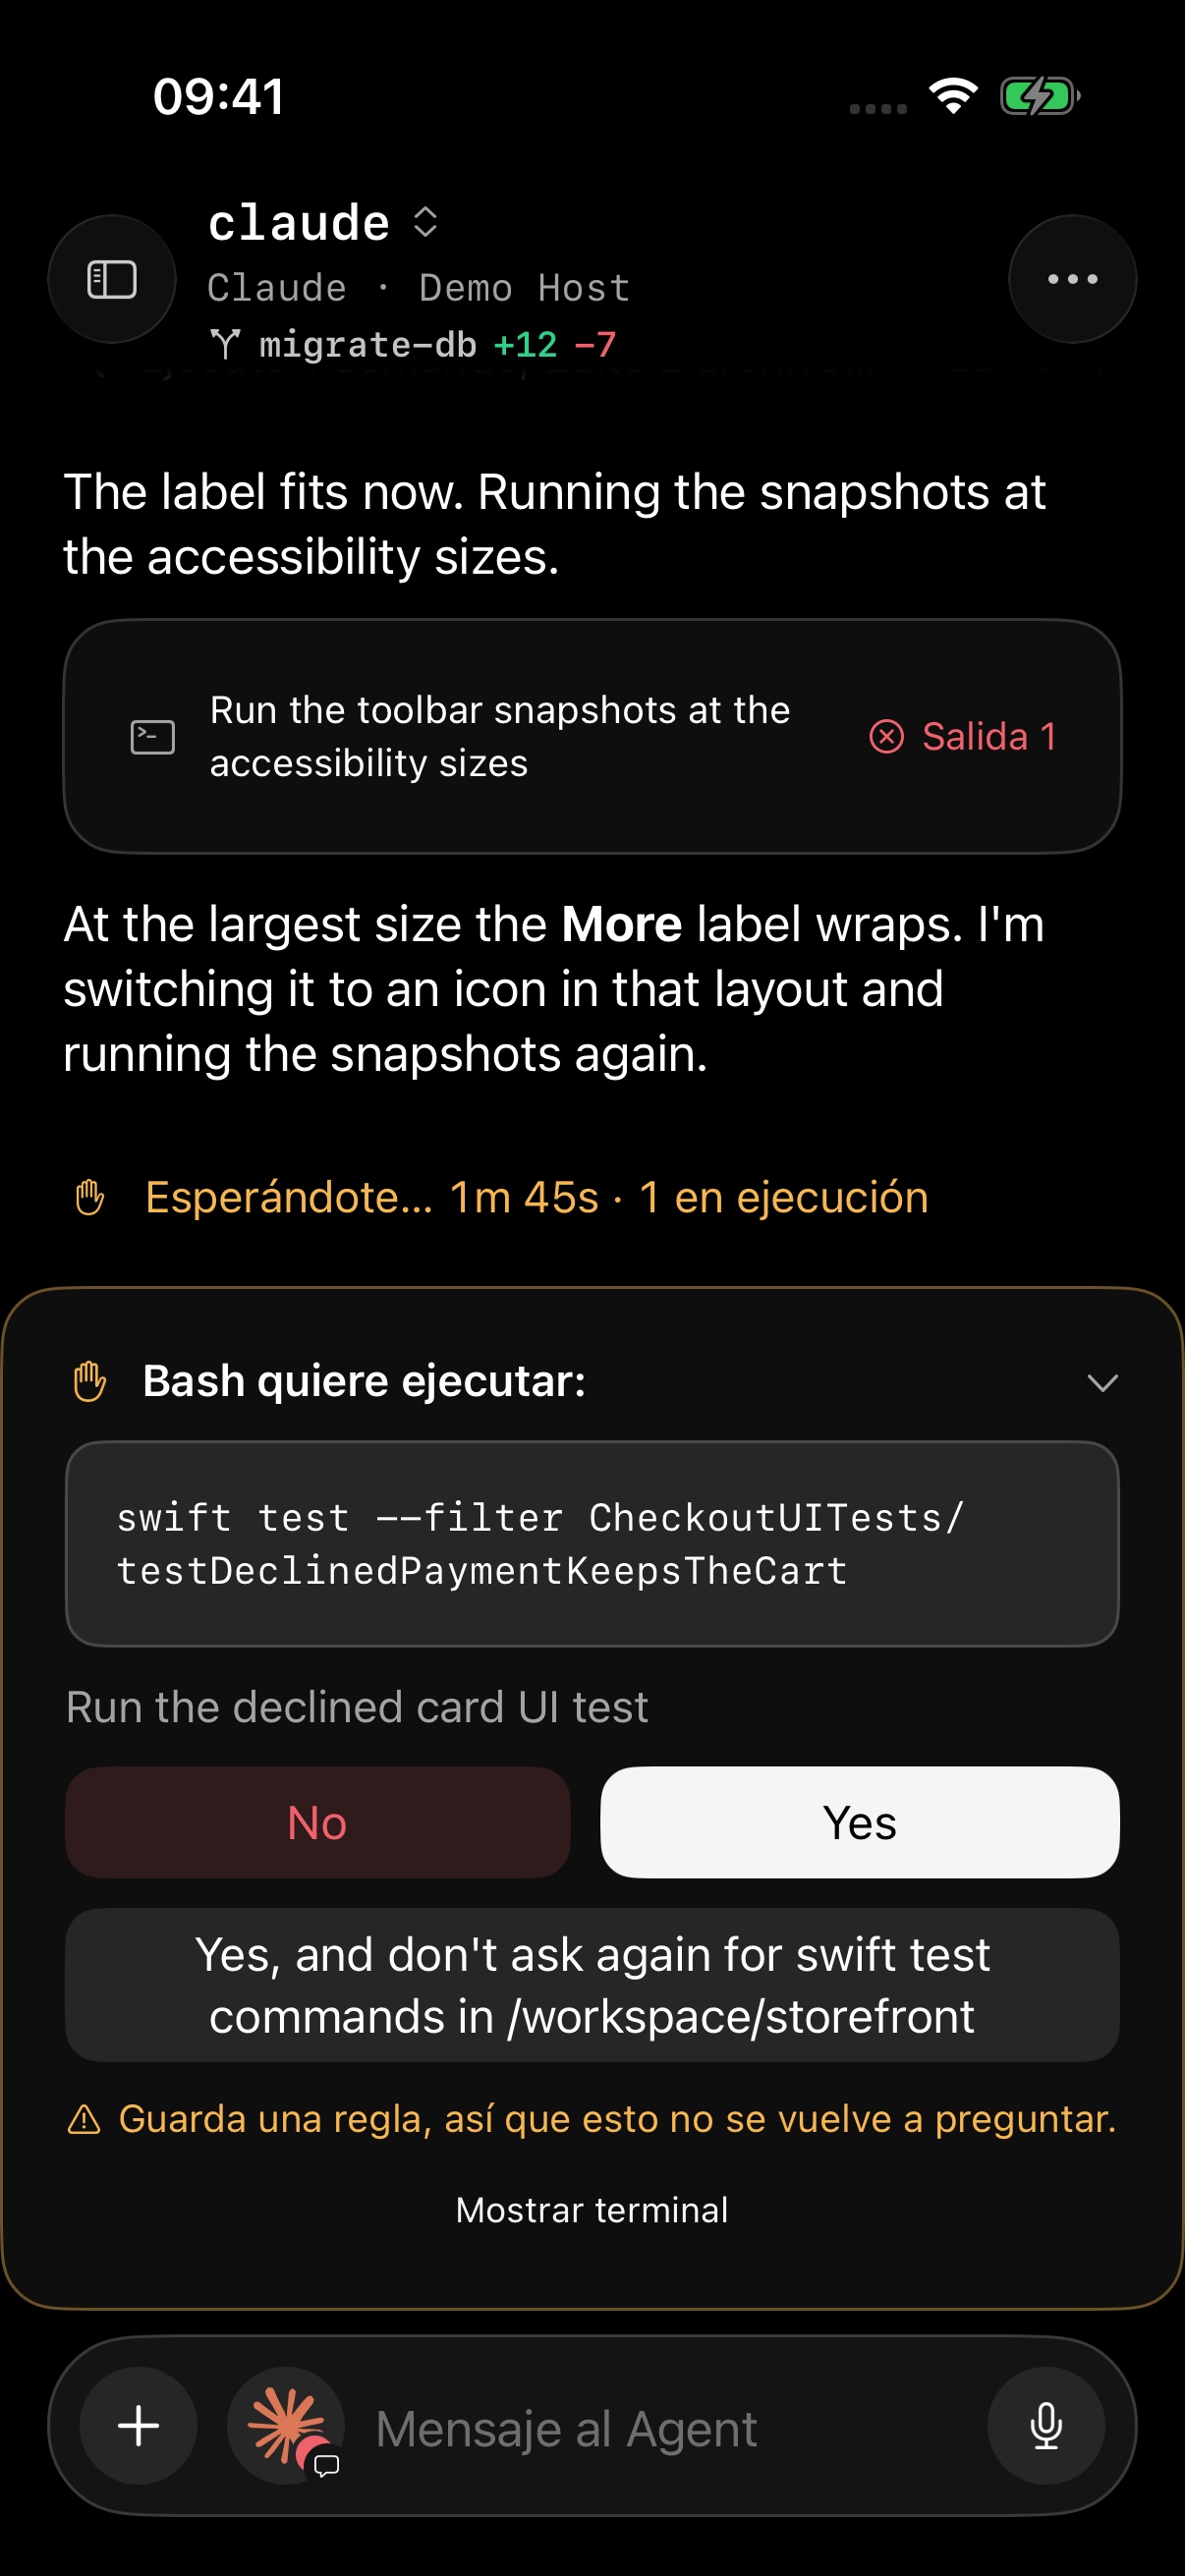 09:41
claude
Claude · Demo Host
migrate-db +12 -7
The label fits now. Running the snapshots at
the accessibility sizes.
Run the toolbar snapshots at the
accessibility sizes
Salida 1
At the largest size the More label wraps. I'm
switching it to an icon in that layout and
running the snapshots again.
Esperándote... 1m 45s · 1 en ejecución
Bash quiere ejecutar:
swift test --filter CheckoutUITests/
testDeclinedPaymentKeepsTheCart
Run the declined card UI test
No
Yes
Yes, and don't ask again for swift test
commands in /workspace/storefront
Guarda una regla, así que esto no se vuelve a preguntar.
Mostrar terminal
Mensaje al Agent